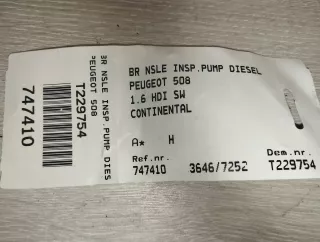 BR NSLE INSP.PUMP DIES
PEUGEOT 508
T229754
747410
BR NSLE INSP.PUMP DIESEL
PEUGEOT 508
1.6 HDI SW
CONTINENTAL
A* H
Ref.nr. Dem.nr.
747410 3646/7252 T229754